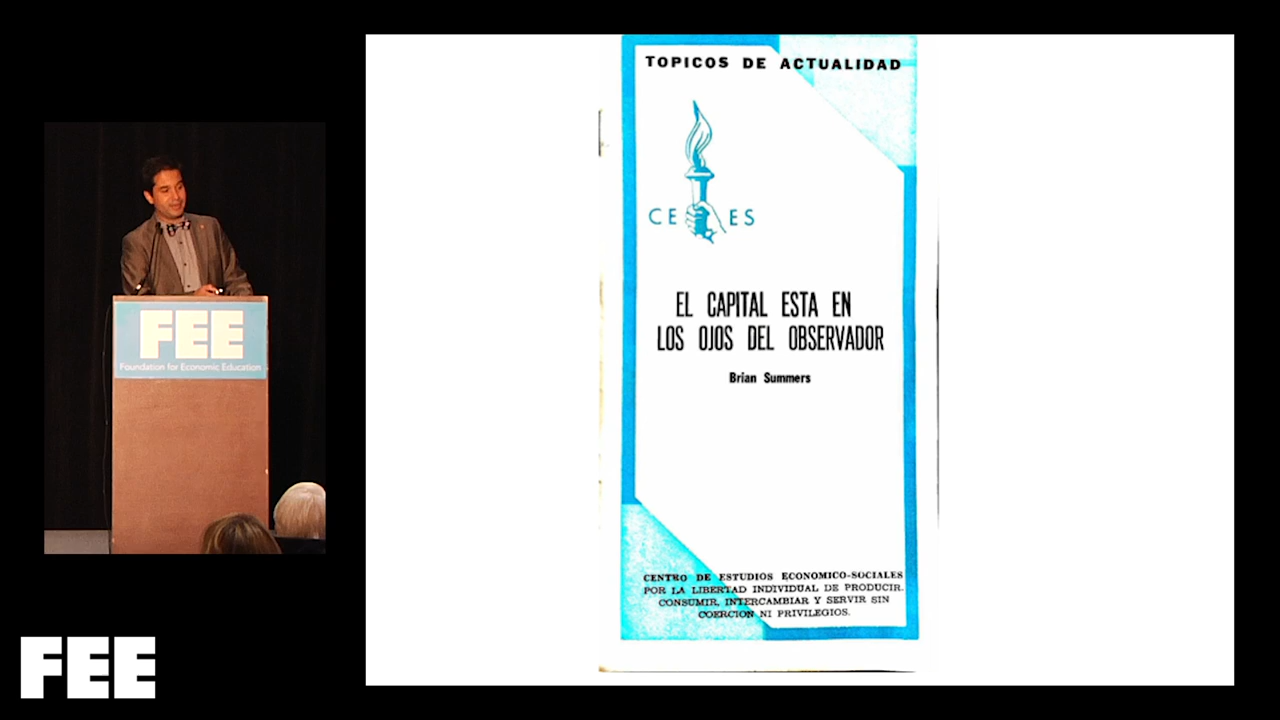 FEE
Foundation for Economic Education
FEE
TOPICOS DE ACTUALIDAD
CE ES
EL CAPITAL ESTA EN
LOS OJOS DEL OBSERVADOR
Brian Summers
CENTRO DE ESTUDIOS ECONOMICO-SOCIALES
POR LA LIBERTAD INDIVIDUAL DE PRODUCIR.
CONSUMIR, INTERCAMBIAR Y SERVIR SIN
COERCION NI PRIVILEGIOS.